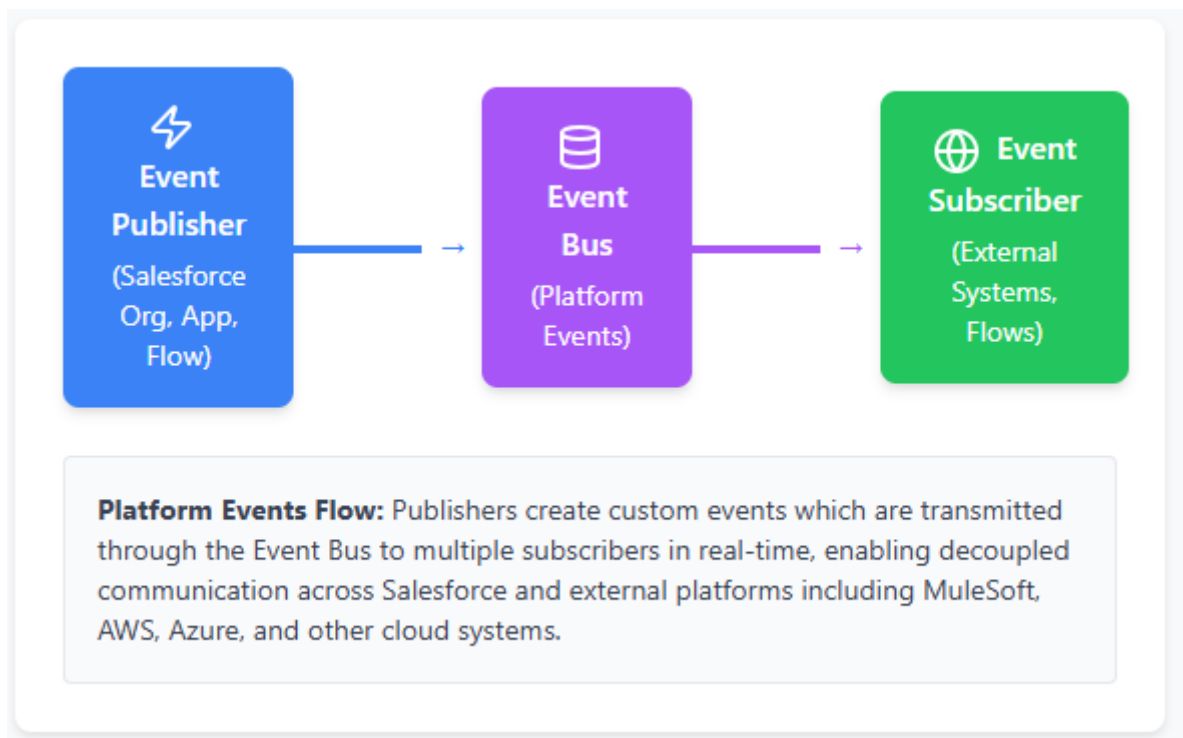 Event
Publisher
(Salesforce
Org, App,
Flow)
→
Event
Bus
(Platform
Events)
→
Event
Subscriber
(External
Systems,
Flows)
Platform Events Flow: Publishers create custom events which are transmitted
through the Event Bus to multiple subscribers in real-time, enabling decoupled
communication across Salesforce and external platforms including MuleSoft,
AWS, Azure, and other cloud systems.